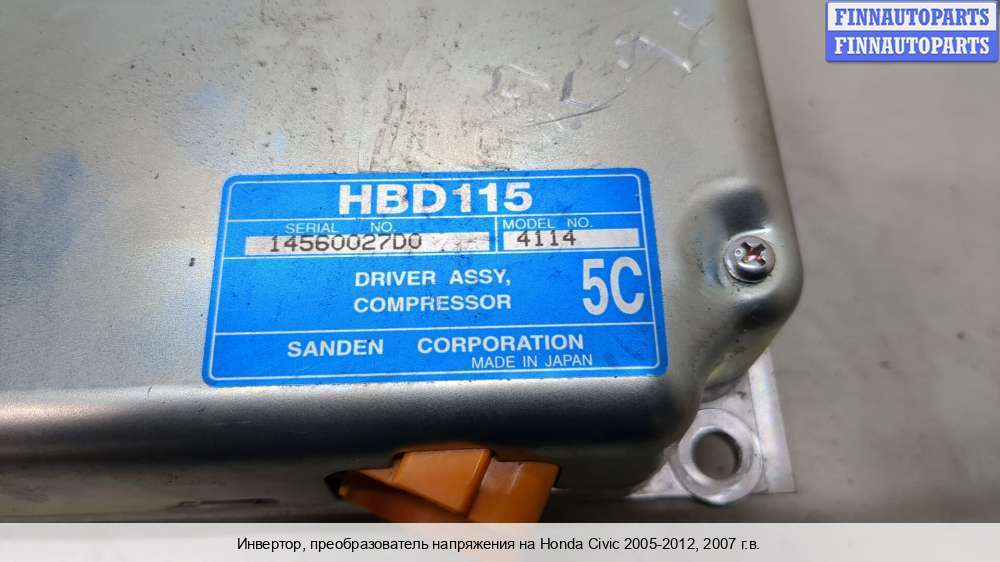 FINNAUTOPARTS
FINNAUTOPARTS
HBD115
SERIAL NO.
MODEL NO.
14560027D0
4114
DRIVER ASSY,
COMPRESSOR
5C
SANDEN CORPORATION
MADE IN JAPAN
Инвертор, преобразователь напряжения на Honda Civic 2005-2012, 2007 г.в.